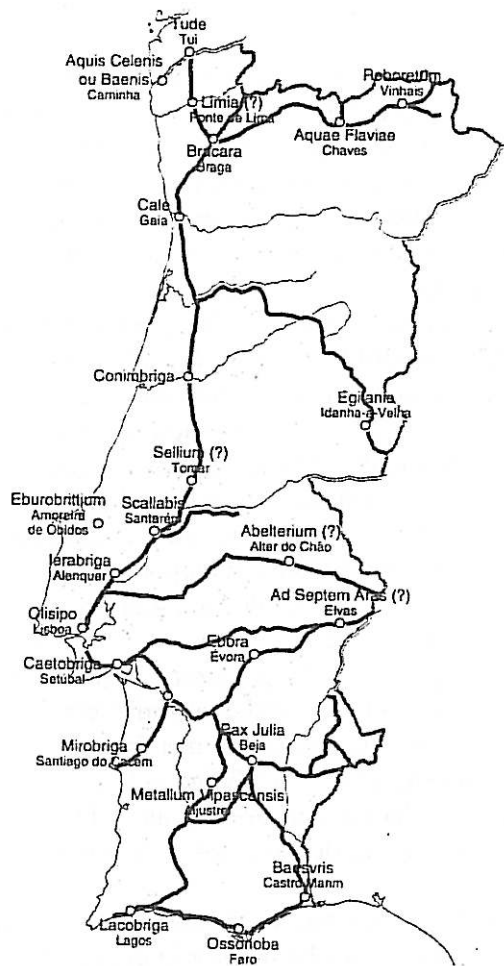 Tude
Tui
Aquis Celenis
ou Baenis
Caminha
Limia (?)
Ponte de Lima
Bracara
Braga
Roboretum
Vinhais
Aquae Flaviae
Chaves
Cale
Gaia
Conimbriga
Egitania
Idanha-a-Velha
Seilium (?)
Tomar
Eburobrittium
Amoreira
de Óbidos
Scallabis
Santarém
Abelterium (?)
Alter do Chão
Ierabriga
Alenquer
Ad Septem Aras (?)
Elvas
Olisipo
Lisboa
Ebora
Évora
Caetobriga
Setúbal
Pax Julia
Beja
Mirobriga
Santiago do Cacém
Metallum Vipascensis
Aljustrel
Baesvris
Castro Marim
Lacobriga
Lagos
Ossonoba
Faro